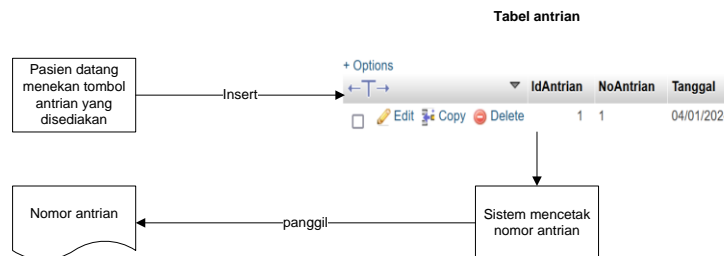 Tabel antrian
Pasien datang
menekan tombol
antrian yang
disediakan
Insert
+ Options
←T→ IdAntrian NoAntrian Tanggal
Edit Copy Delete 1 1 04/01/202
Nomor antrian
panggil
Sistem mencetak
nomor antrian